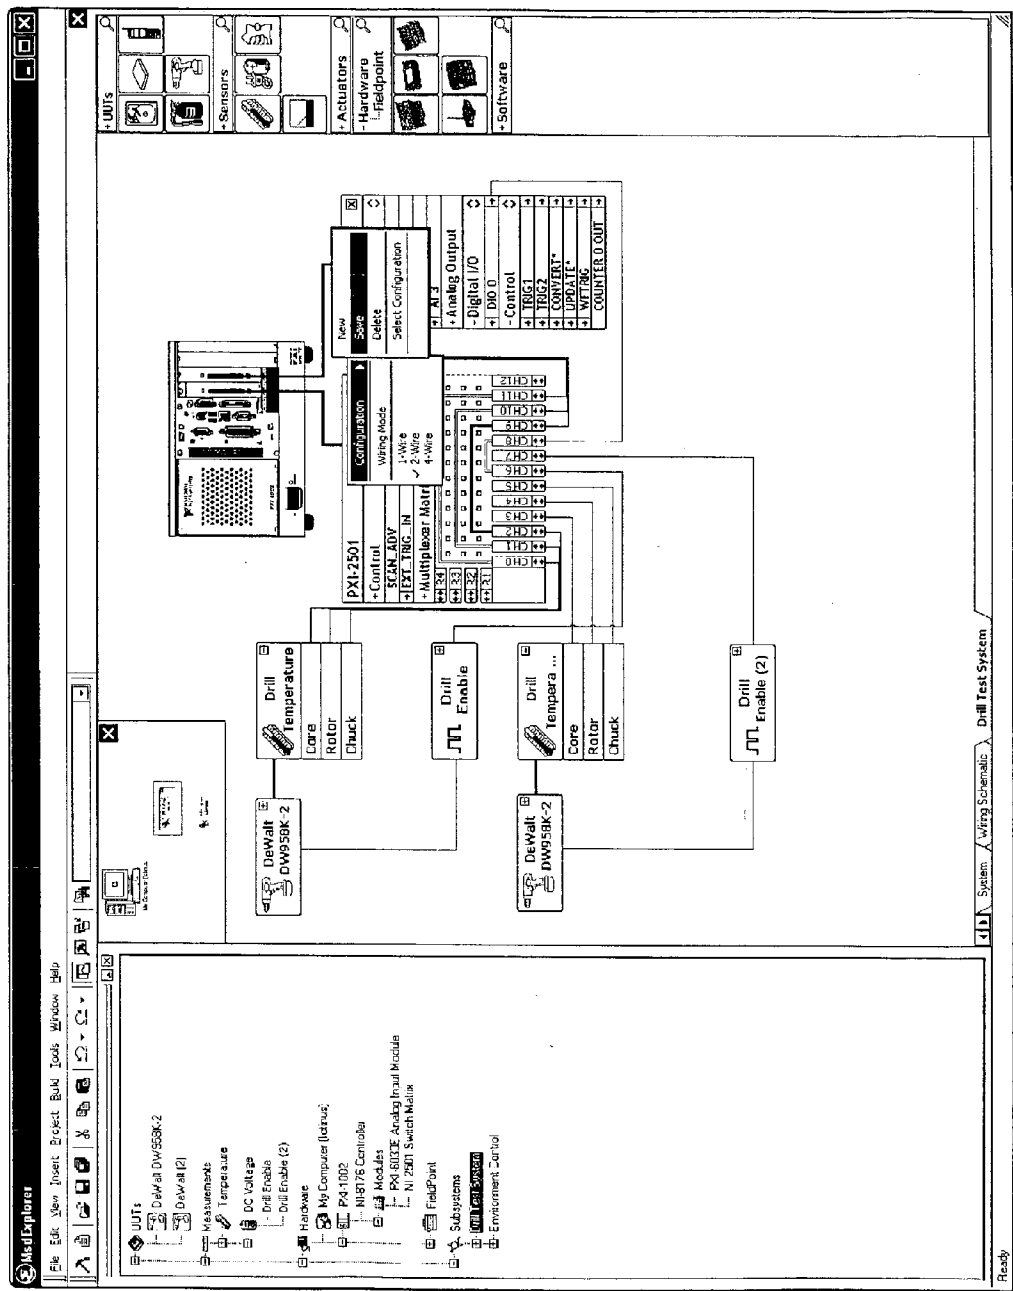 MsdExplorer
File Edit View Insert Project Build Tools Window Help
UUTs
DeWalt DW958K-2
DeWalt (2)
Measurements
Temperature
DC Voltage
Drill Enable
Drill Enable (2)
Hardware
PXI-1002
NI-8176 Controller
Modules
PXI-6033E Analog Input Module
NI 2501 Switch Matrix
FieldPoint
Subsystems
Drill Test System
Environment Control
My Computer
DeWalt
DW958K-2
Drill
Temperature
Core
Rotor
Chuck
Drill
Enable
DeWalt
DW958K-2
Drill
Tempera ...
Core
Rotor
Chuck
Drill
Enable (2)
PXI-2501
+ Control
SCAN_ADV
EXT_TRIG_IN
+ Multiplexer Matri
R4
R3
R2
R1
CH0
CH1
CH2
CH3
CH4
CH5
CH6
CH7
CH8
CH9
CH10
CH11
CH12
Configuration
Wiring Mode
1-Wire
✓ 2-Wire
4-Wire
New
Save
Delete
Select Configuration
AI 3
+ Analog Output
- Digital I/O
+ DIO 0
- Control
+ TRIG1
+ TRIG2
+ CONVERT*
+ UPDATE*
+ WFTRIG
COUNTER 0 OUT
+ UUTs
+ Sensors
+ Actuators
- Hardware
Fieldpoint
+ Software
System
Wiring Schematic
Drill Test System
Ready